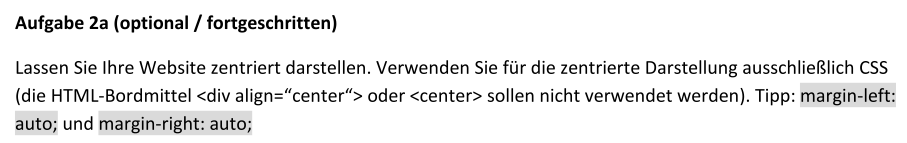 Aufgabe 2a (optional / fortgeschritten)
Lassen Sie Ihre Website zentriert darstellen. Verwenden Sie für die zentrierte Darstellung ausschließlich CSS
(die HTML-Bordmittel <div align=“center“> oder <center> sollen nicht verwendet werden). Tipp: margin-left:
auto; und margin-right: auto;